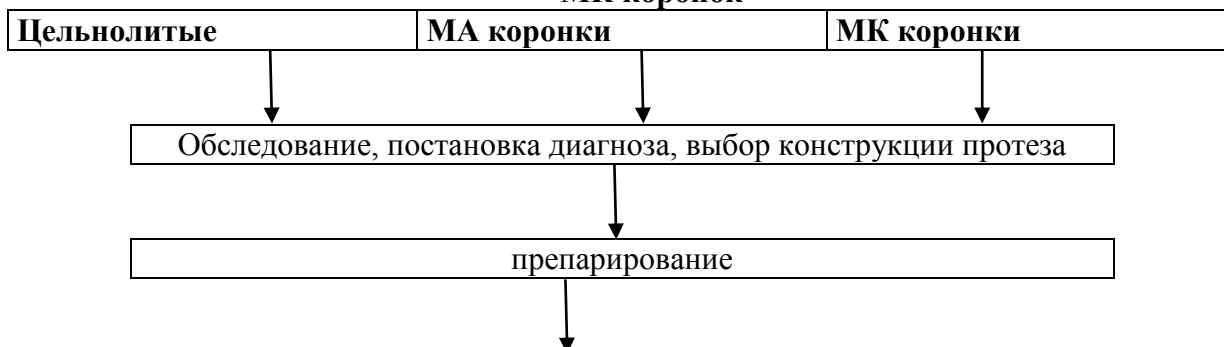 МК коронок
Цельнолитые МА коронки МК коронки
Обследование, постановка диагноза, выбор конструкции протеза
препарирование